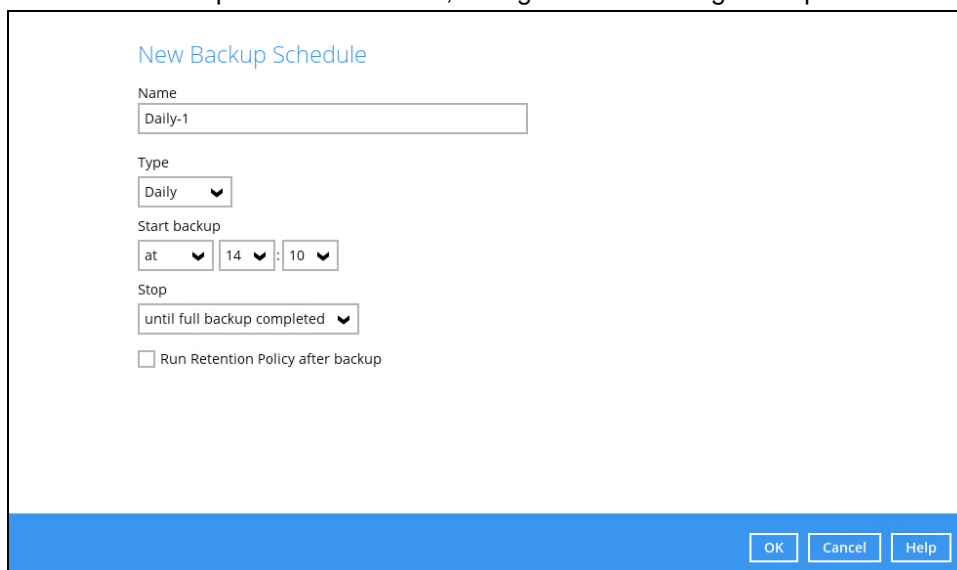 New Backup Schedule
Name
Daily-1
Type
Daily
Start backup
at 14 : 10
Stop
until full backup completed
Run Retention Policy after backup
OK Cancel Help